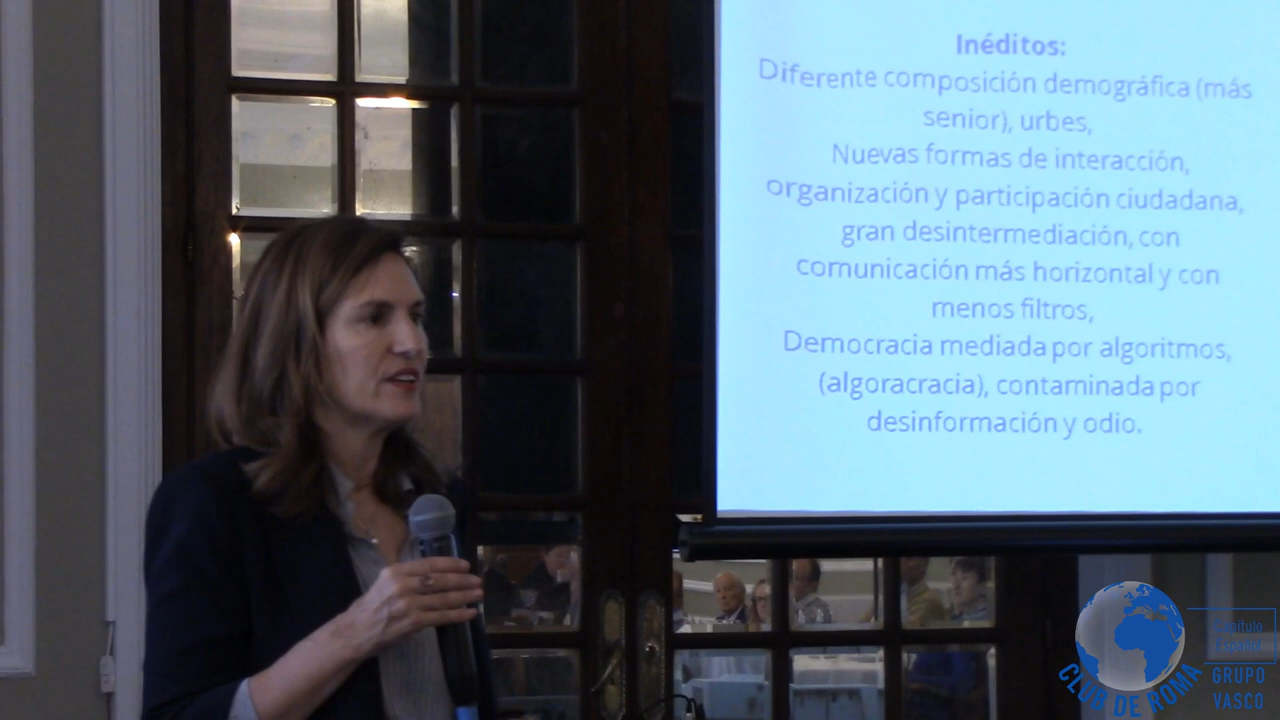 Inéditos:
Diferente composición demográfica (más
senior), urbes,
Nuevas formas de interacción,
organización y participación ciudadana,
gran desintermediación, con
comunicación más horizontal y con
menos filtros,
Democracia mediada por algoritmos,
(algoracracia), contaminada por
desinformación y odio.
Capítulo
Español
CLUB DE ROMA
GRUPO
VASCO